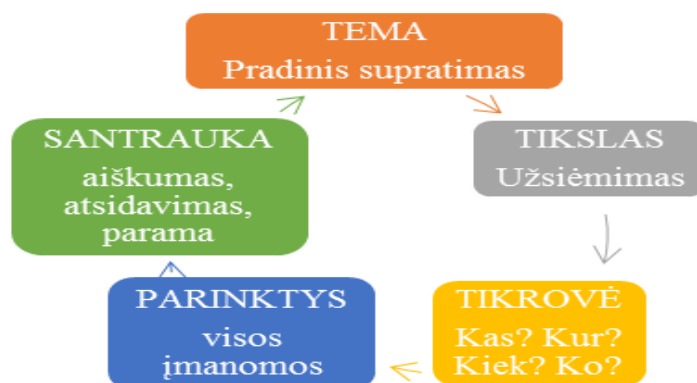 TEMA
Pradinis supratimas
TIKSLAS
Užsiėmimas
TIKROVĖ
Kas? Kur?
Kiek? Ko?
PARINKTYS
visos
įmanomos
SANTRAUKA
aiškumas,
atsidavimas,
parama